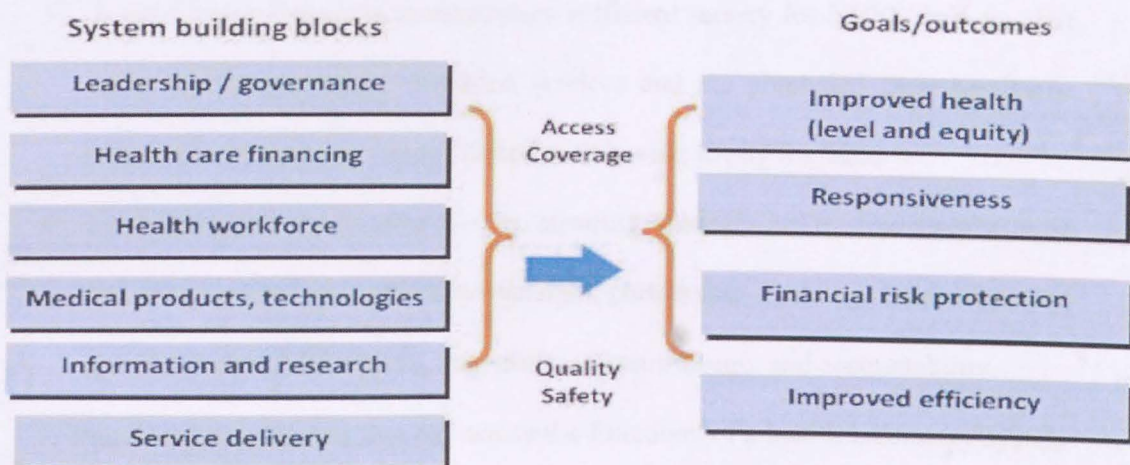 System building blocks
Leadership / governance
Health care financing
Health workforce
Medical products, technologies
Information and research
Service delivery
Access
Coverage
Quality
Safety
Goals/outcomes
Improved health
(level and equity)
Responsiveness
Financial risk protection
Improved efficiency